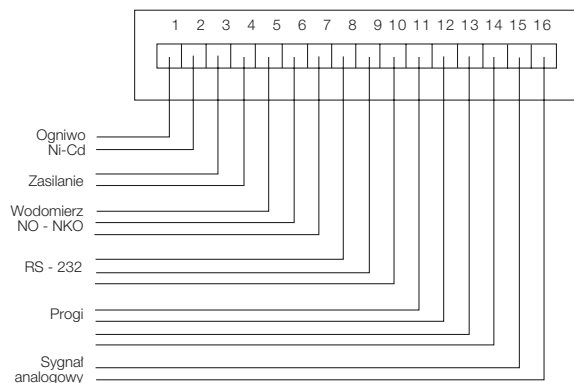 1 2 3 4 5 6 7 8 9 10 11 12 13 14 15 16
Ogniwo
Ni-Cd
Zasilanie
Wodomierz
NO - NKO
RS - 232
Progi
Sygnał
analogowy